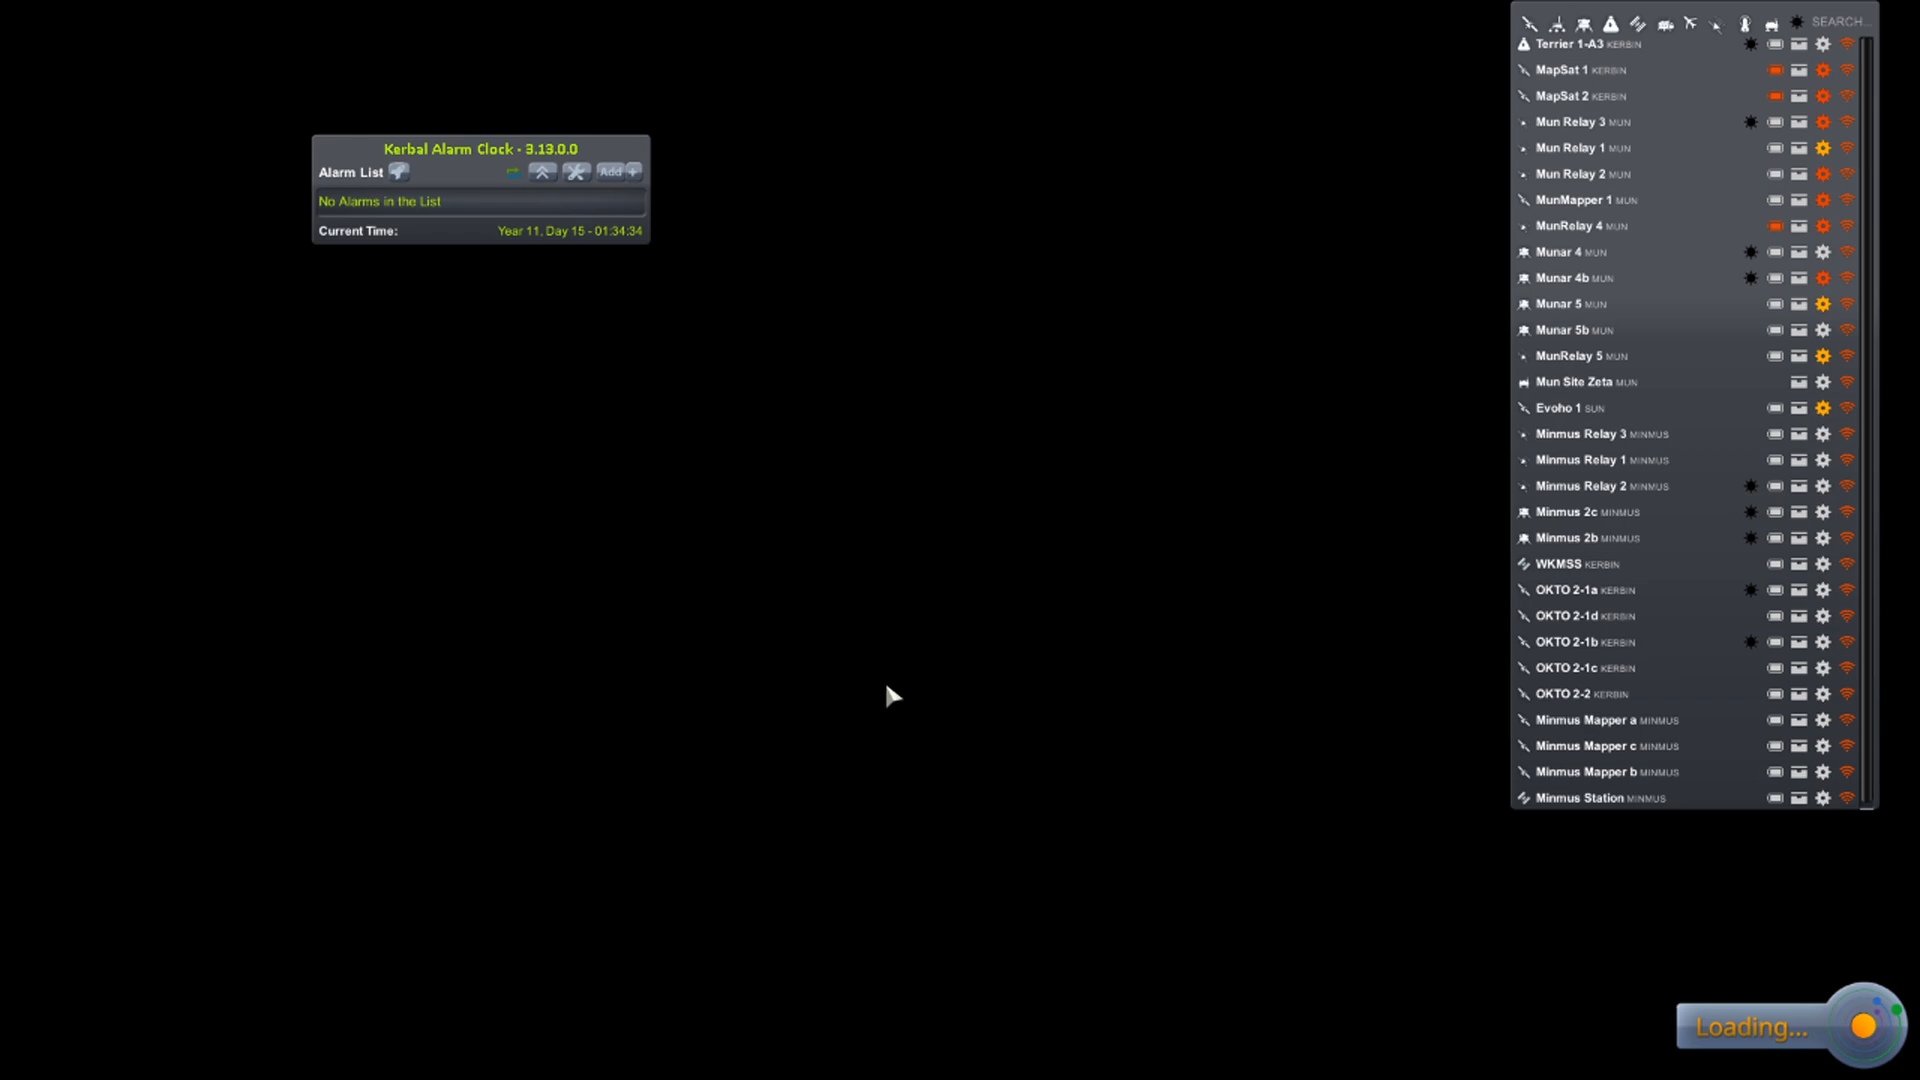 SEARCH...
Terrier 1-A3 KERBIN
MapSat 1 KERBIN
MapSat 2 KERBIN
Mun Relay 3 MUN
Mun Relay 1 MUN
Mun Relay 2 MUN
MunMapper 1 MUN
MunRelay 4 MUN
Munar 4 MUN
Munar 4b MUN
Munar 5 MUN
Munar 5b MUN
MunRelay 5 MUN
Mun Site Zeta MUN
Evoho 1 SUN
Minmus Relay 3 MINMUS
Minmus Relay 1 MINMUS
Minmus Relay 2 MINMUS
Minmus 2c MINMUS
Minmus 2b MINMUS
WKMSS KERBIN
OKTO 2-1a KERBIN
OKTO 2-1d KERBIN
OKTO 2-1b KERBIN
OKTO 2-1c KERBIN
OKTO 2-2 KERBIN
Minmus Mapper a MINMUS
Minmus Mapper c MINMUS
Minmus Mapper b MINMUS
Minmus Station MINMUS
Kerbal Alarm Clock - 3.13.0.0
Alarm List Add +
No Alarms in the List
Current Time: Year 11, Day 15 - 01:34:34
Loading...